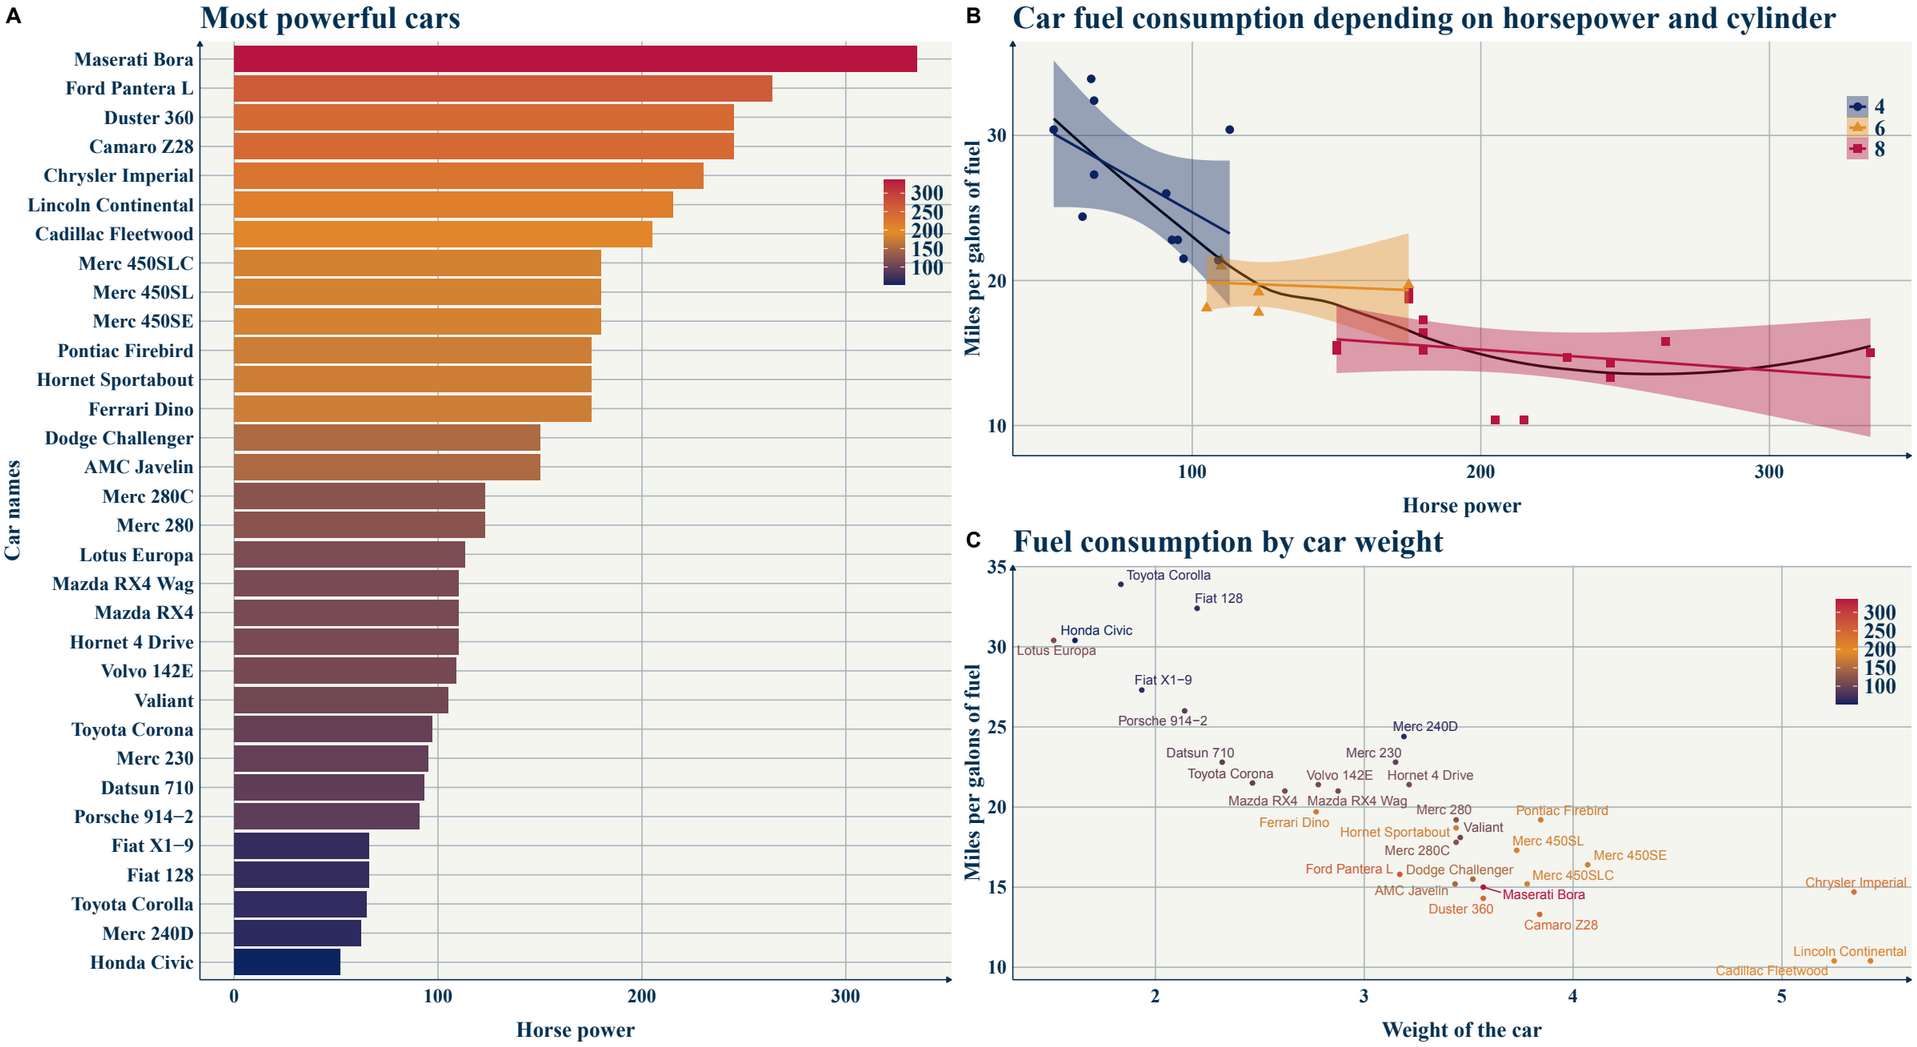 A
Most powerful cars
Car names
Maserati Bora
Ford Pantera L
Duster 360
Camaro Z28
Chrysler Imperial
Lincoln Continental
Cadillac Fleetwood
Merc 450SLC
Merc 450SL
Merc 450SE
Pontiac Firebird
Hornet Sportabout
Ferrari Dino
Dodge Challenger
AMC Javelin
Merc 280C
Merc 280
Lotus Europa
Mazda RX4 Wag
Mazda RX4
Hornet 4 Drive
Volvo 142E
Valiant
Toyota Corona
Merc 230
Datsun 710
Porsche 914−2
Fiat X1−9
Fiat 128
Toyota Corolla
Merc 240D
Honda Civic
300
250
200
150
100
0 100 200 300
Horse power
B
Car fuel consumption depending on horsepower and cylinder
Miles per galons of fuel
30
20
10
4
6
8
100 200 300
Horse power
C
Fuel consumption by car weight
Miles per galons of fuel
35
30
25
20
15
10
Toyota Corolla
Fiat 128
Honda Civic
Lotus Europa
Fiat X1−9
Porsche 914−2
Merc 240D
Datsun 710
Merc 230
Toyota Corona
Volvo 142E
Hornet 4 Drive
Mazda RX4
Mazda RX4 Wag
Merc 280
Pontiac Firebird
Ferrari Dino
Hornet Sportabout
Valiant
Merc 450SL
Merc 280C
Merc 450SE
Ford Pantera L
Dodge Challenger
Merc 450SLC
Chrysler Imperial
AMC Javelin
Maserati Bora
Duster 360
Camaro Z28
Lincoln Continental
Cadillac Fleetwood
300
250
200
150
100
2 3 4 5
Weight of the car